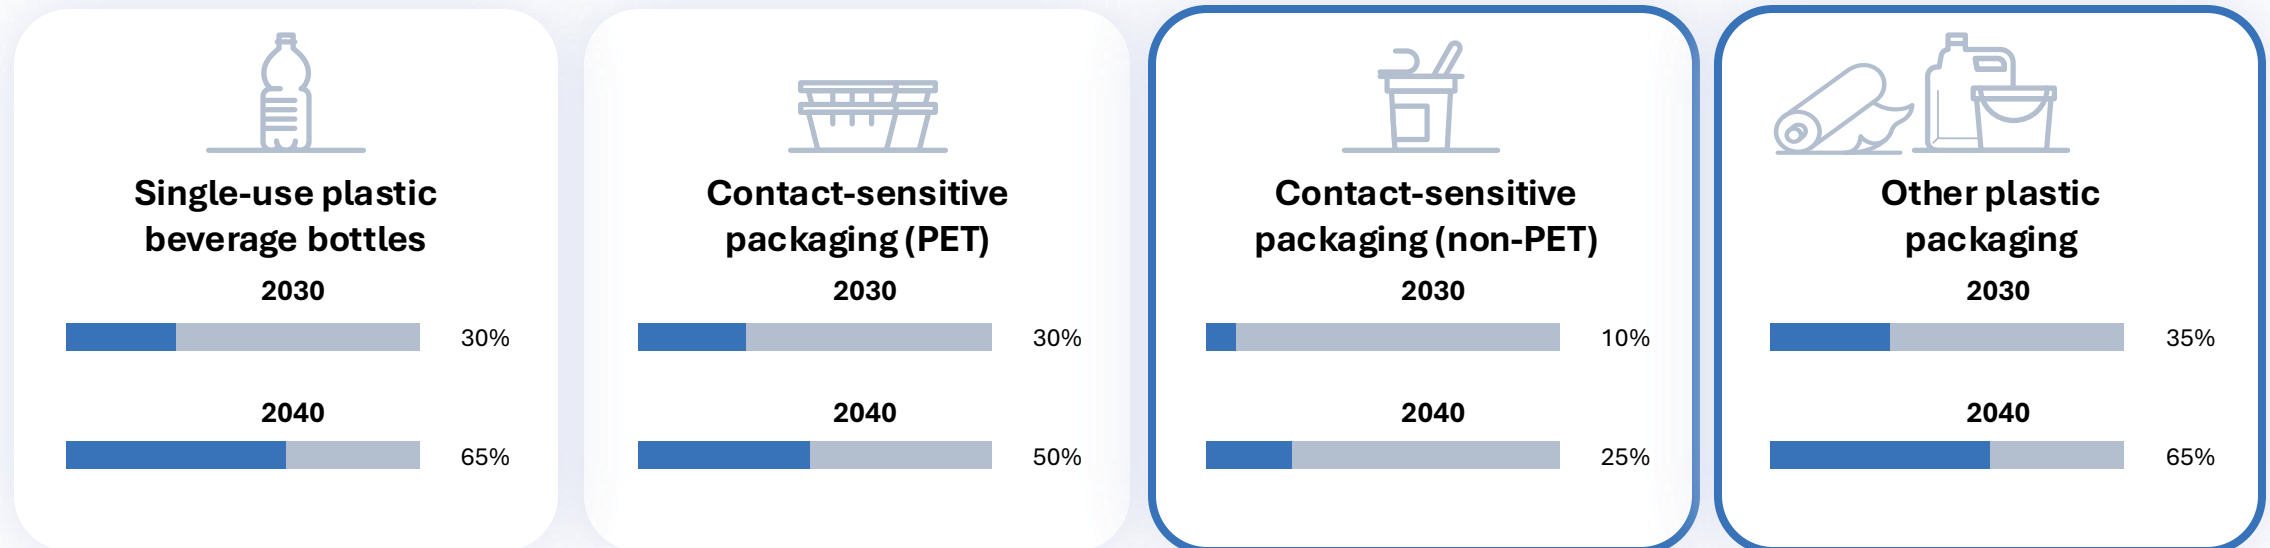 Single-use plastic
beverage bottles
2030
30%
2040
65%
Contact-sensitive
packaging (PET)
2030
30%
2040
50%
Contact-sensitive
packaging (non-PET)
2030
10%
2040
25%
Other plastic
packaging
2030
35%
2040
65%